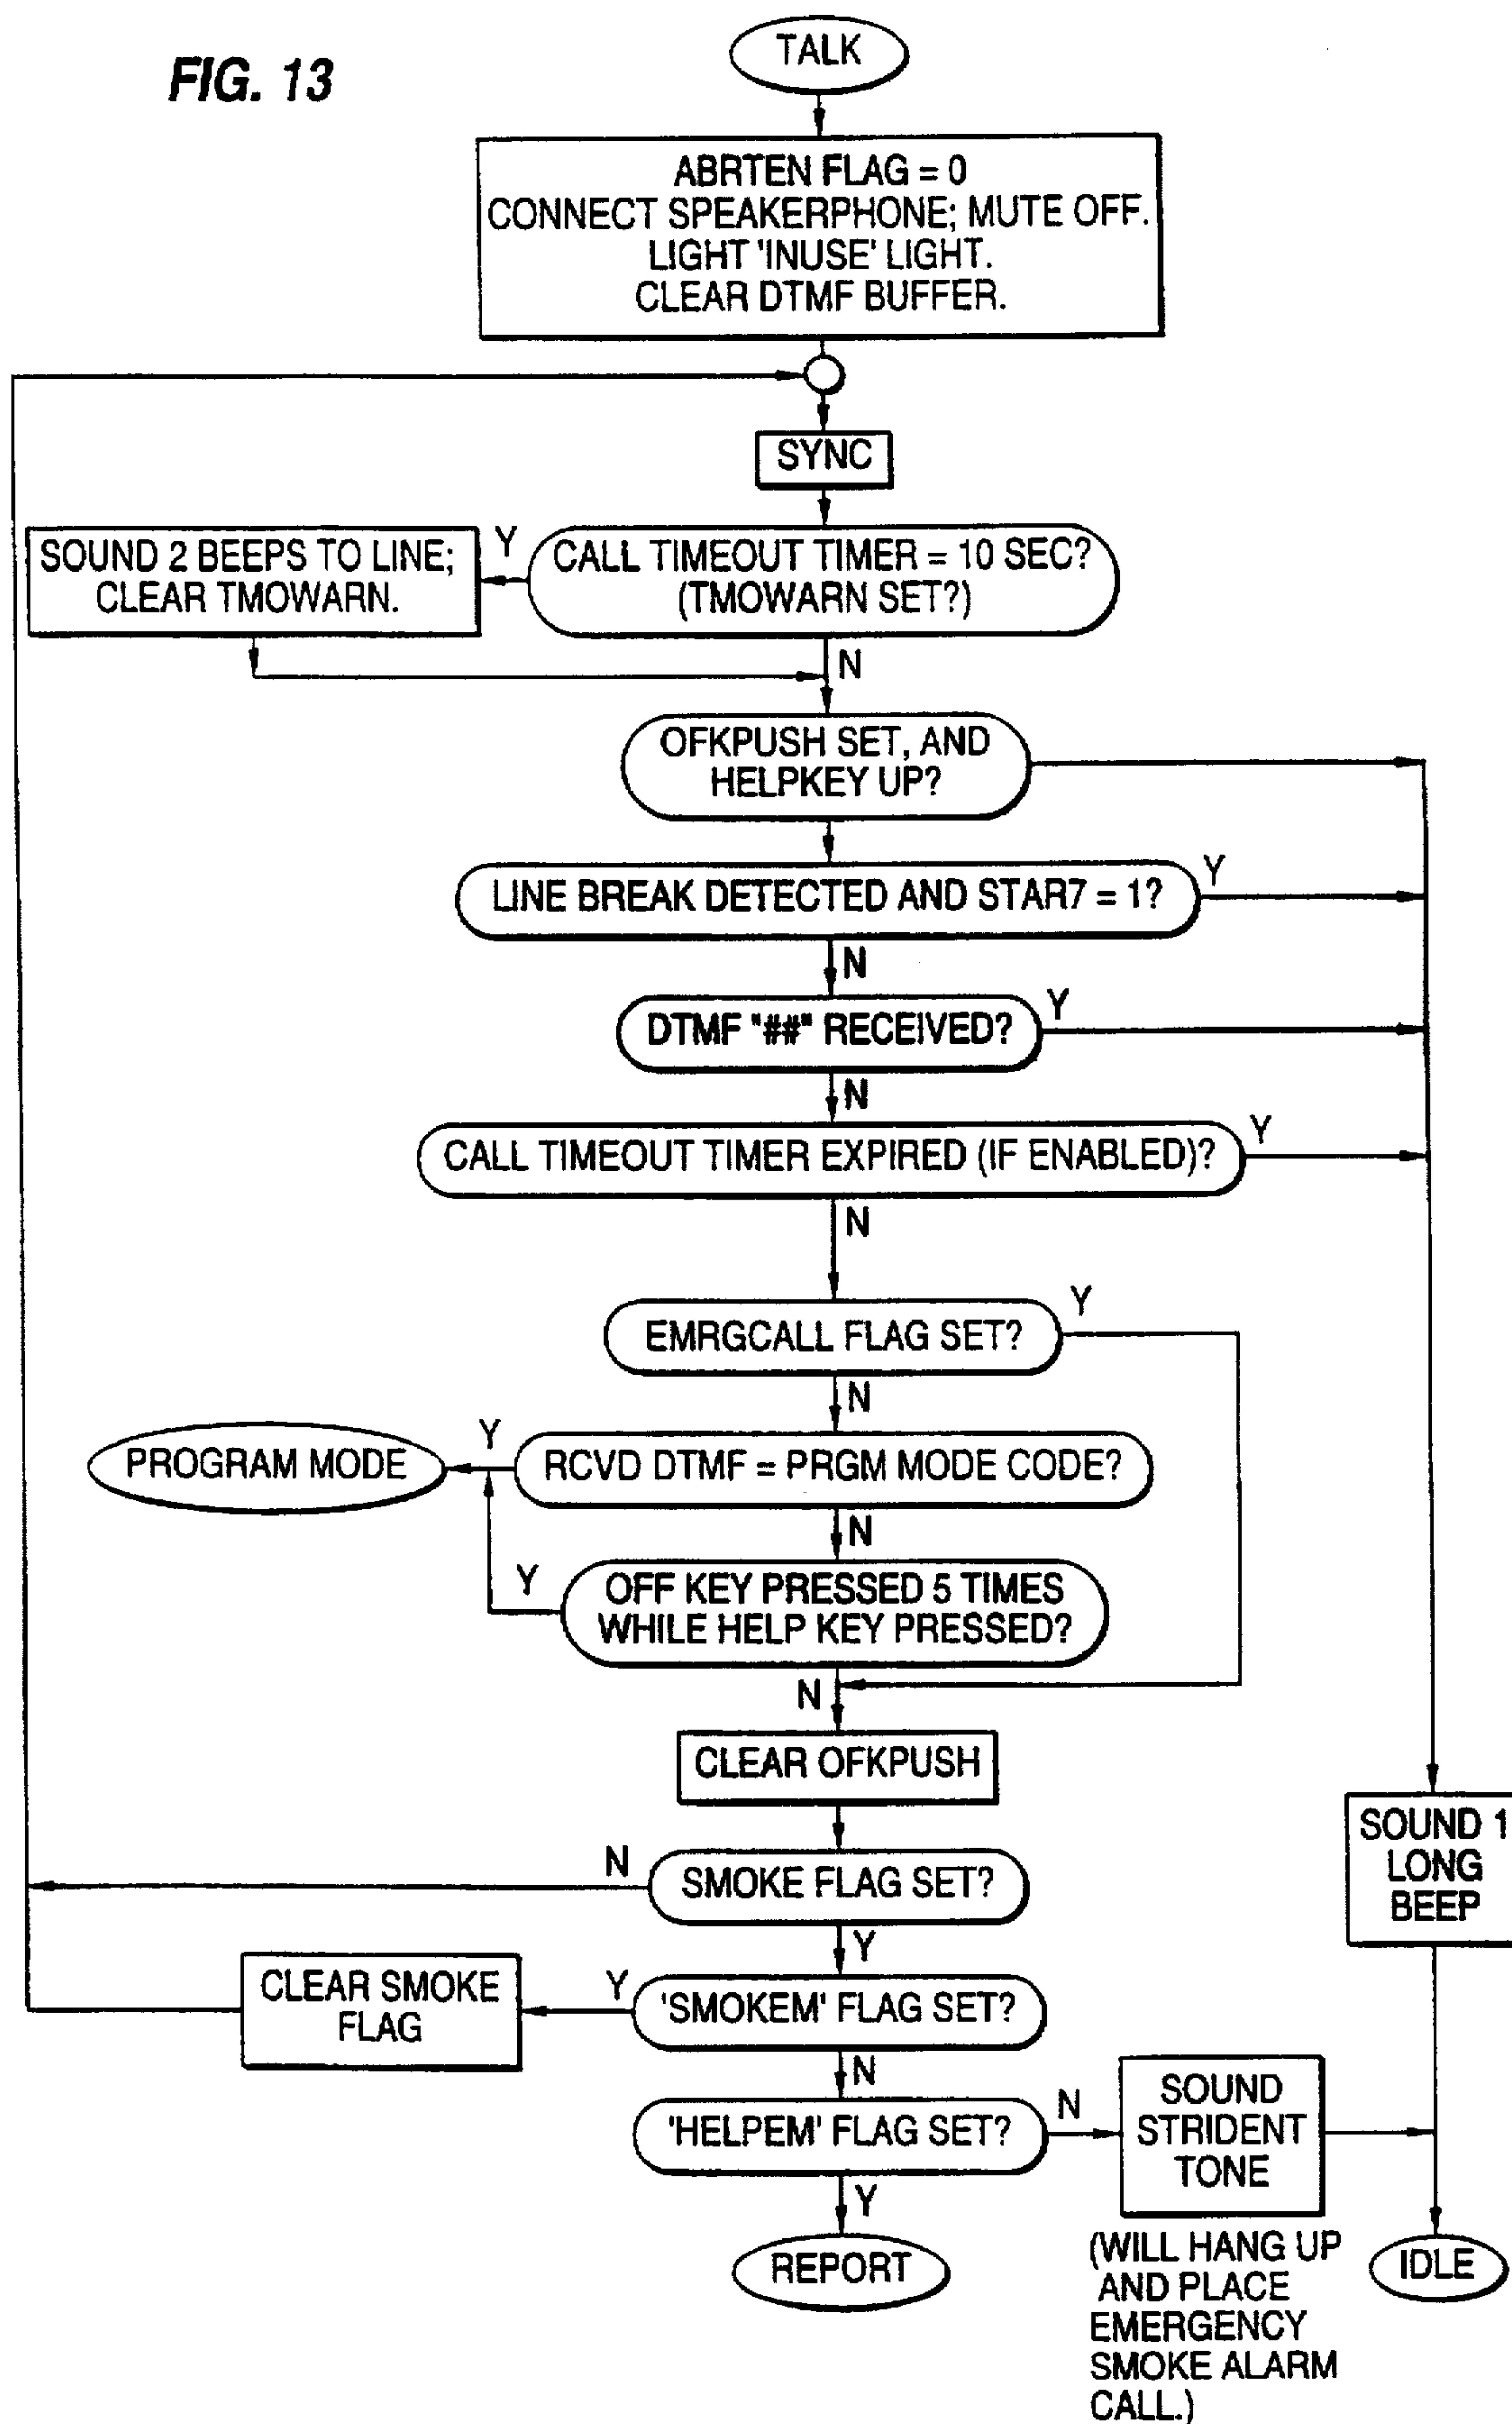 FIG. 13
TALK
ABRTEN FLAG = 0
CONNECT SPEAKERPHONE; MUTE OFF.
LIGHT 'INUSE' LIGHT.
CLEAR DTMF BUFFER.
SYNC
SOUND 2 BEEPS TO LINE;
CLEAR TMOWARN.
Y
CALL TIMEOUT TIMER = 10 SEC?
(TMOWARN SET?)
N
OFKPUSH SET, AND
HELPKEY UP?
LINE BREAK DETECTED AND STAR7 = 1?
Y
N
DTMF "##" RECEIVED?
Y
N
CALL TIMEOUT TIMER EXPIRED (IF ENABLED)?
Y
N
EMRGCALL FLAG SET?
Y
N
PROGRAM MODE
Y
RCVD DTMF = PRGM MODE CODE?
N
Y
OFF KEY PRESSED 5 TIMES
WHILE HELP KEY PRESSED?
N
CLEAR OFKPUSH
SOUND 1
LONG
BEEP
N
SMOKE FLAG SET?
Y
CLEAR SMOKE
FLAG
Y
'SMOKEM' FLAG SET?
N
'HELPEM' FLAG SET?
N
SOUND
STRIDENT
TONE
Y
REPORT
(WILL HANG UP
AND PLACE
EMERGENCY
SMOKE ALARM
CALL.)
IDLE